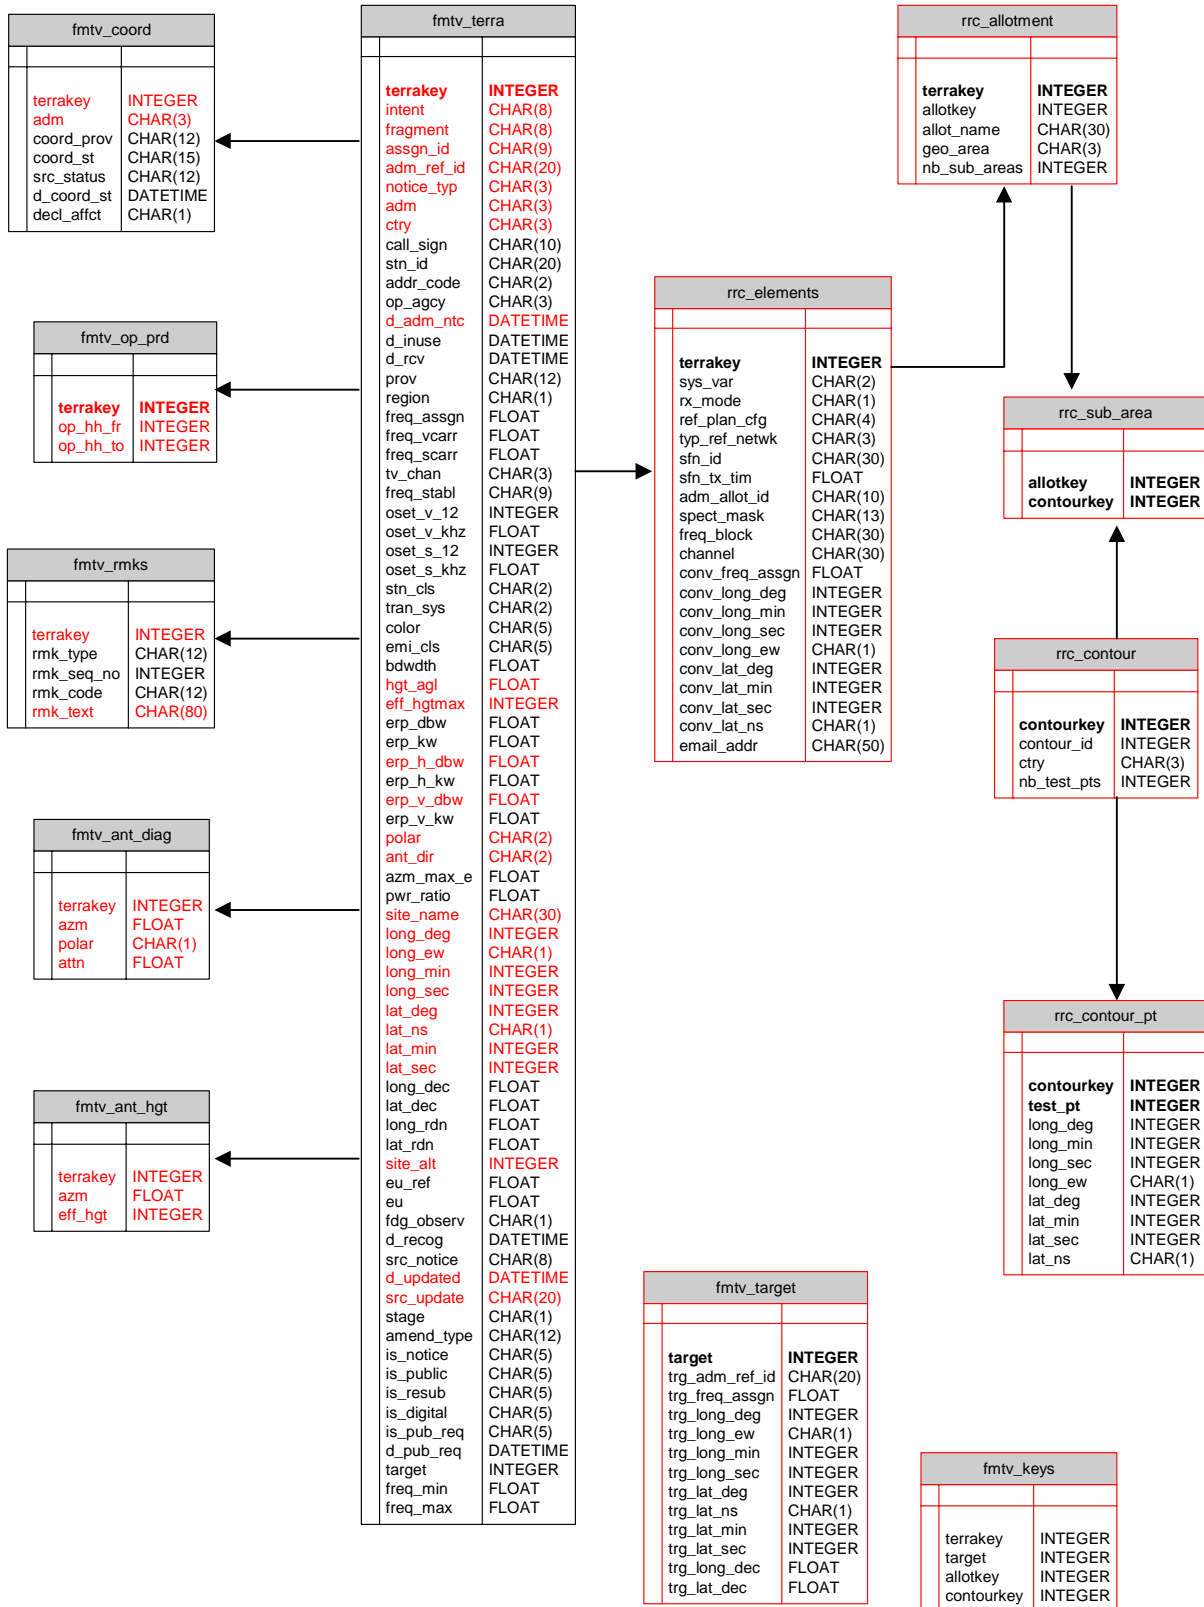 fmtv_coord
terrakey INTEGER
adm CHAR(3)
coord_prov CHAR(12)
coord_st CHAR(15)
src_status CHAR(12)
d_coord_st DATETIME
decl_affct CHAR(1)
fmtv_op_prd
terrakey INTEGER
op_hh_fr INTEGER
op_hh_to INTEGER
fmtv_rmks
terrakey INTEGER
rmk_type CHAR(12)
rmk_seq_no INTEGER
rmk_code CHAR(12)
rmk_text CHAR(80)
fmtv_ant_diag
terrakey INTEGER
azm FLOAT
polar CHAR(1)
attn FLOAT
fmtv_ant_hgt
terrakey INTEGER
azm FLOAT
eff_hgt INTEGER
fmtv_terra
terrakey INTEGER
intent CHAR(8)
fragment CHAR(8)
assgn_id CHAR(9)
adm_ref_id CHAR(20)
notice_typ CHAR(3)
adm CHAR(3)
ctry CHAR(3)
call_sign CHAR(10)
stn_id CHAR(20)
addr_code CHAR(2)
op_agcy CHAR(3)
d_adm_ntc DATETIME
d_inuse DATETIME
d_rcv DATETIME
prov CHAR(12)
region CHAR(1)
freq_assgn FLOAT
freq_vcarr FLOAT
freq_scarr FLOAT
tv_chan CHAR(3)
freq_stabl CHAR(9)
oset_v_12 INTEGER
oset_v_khz FLOAT
oset_s_12 INTEGER
oset_s_khz FLOAT
stn_cls CHAR(2)
tran_sys CHAR(2)
color CHAR(5)
emi_cls CHAR(5)
bdwdth FLOAT
hgt_agl FLOAT
eff_hgtmax INTEGER
erp_dbw FLOAT
erp_kw FLOAT
erp_h_dbw FLOAT
erp_h_kw FLOAT
erp_v_dbw FLOAT
erp_v_kw FLOAT
polar CHAR(2)
ant_dir CHAR(2)
azm_max_e FLOAT
pwr_ratio FLOAT
site_name CHAR(30)
long_deg INTEGER
long_ew CHAR(1)
long_min INTEGER
long_sec INTEGER
lat_deg INTEGER
lat_ns CHAR(1)
lat_min INTEGER
lat_sec INTEGER
long_dec FLOAT
lat_dec FLOAT
long_rdn FLOAT
lat_rdn FLOAT
site_alt INTEGER
eu_ref FLOAT
eu FLOAT
fdg_observ CHAR(1)
d_recog DATETIME
src_notice CHAR(8)
d_updated DATETIME
src_update CHAR(20)
stage CHAR(1)
amend_type CHAR(12)
is_notice CHAR(5)
is_public CHAR(5)
is_resub CHAR(5)
is_digital CHAR(5)
is_pub_req CHAR(5)
d_pub_req DATETIME
target INTEGER
freq_min FLOAT
freq_max FLOAT
rrc_elements
terrakey INTEGER
sys_var CHAR(2)
rx_mode CHAR(1)
ref_plan_cfg CHAR(4)
typ_ref_netwk CHAR(3)
sfn_id CHAR(30)
sfn_tx_tim FLOAT
adm_allot_id CHAR(10)
spect_mask CHAR(13)
freq_block CHAR(30)
channel CHAR(30)
conv_freq_assgn FLOAT
conv_long_deg INTEGER
conv_long_min INTEGER
conv_long_sec INTEGER
conv_long_ew CHAR(1)
conv_lat_deg INTEGER
conv_lat_min INTEGER
conv_lat_sec INTEGER
conv_lat_ns CHAR(1)
email_addr CHAR(50)
fmtv_target
target INTEGER
trg_adm_ref_id CHAR(20)
trg_freq_assgn FLOAT
trg_long_deg INTEGER
trg_long_ew CHAR(1)
trg_long_min INTEGER
trg_long_sec INTEGER
trg_lat_deg INTEGER
trg_lat_ns CHAR(1)
trg_lat_min INTEGER
trg_lat_sec INTEGER
trg_long_dec FLOAT
trg_lat_dec FLOAT
rrc_allotment
terrakey INTEGER
allotkey INTEGER
allot_name CHAR(30)
geo_area CHAR(3)
nb_sub_areas INTEGER
rrc_sub_area
allotkey INTEGER
contourkey INTEGER
rrc_contour
contourkey INTEGER
contour_id INTEGER
ctry CHAR(3)
nb_test_pts INTEGER
rrc_contour_pt
contourkey INTEGER
test_pt INTEGER
long_deg INTEGER
long_min INTEGER
long_sec INTEGER
long_ew CHAR(1)
lat_deg INTEGER
lat_min INTEGER
lat_sec INTEGER
lat_ns CHAR(1)
fmtv_keys
terrakey INTEGER
target INTEGER
allotkey INTEGER
contourkey INTEGER